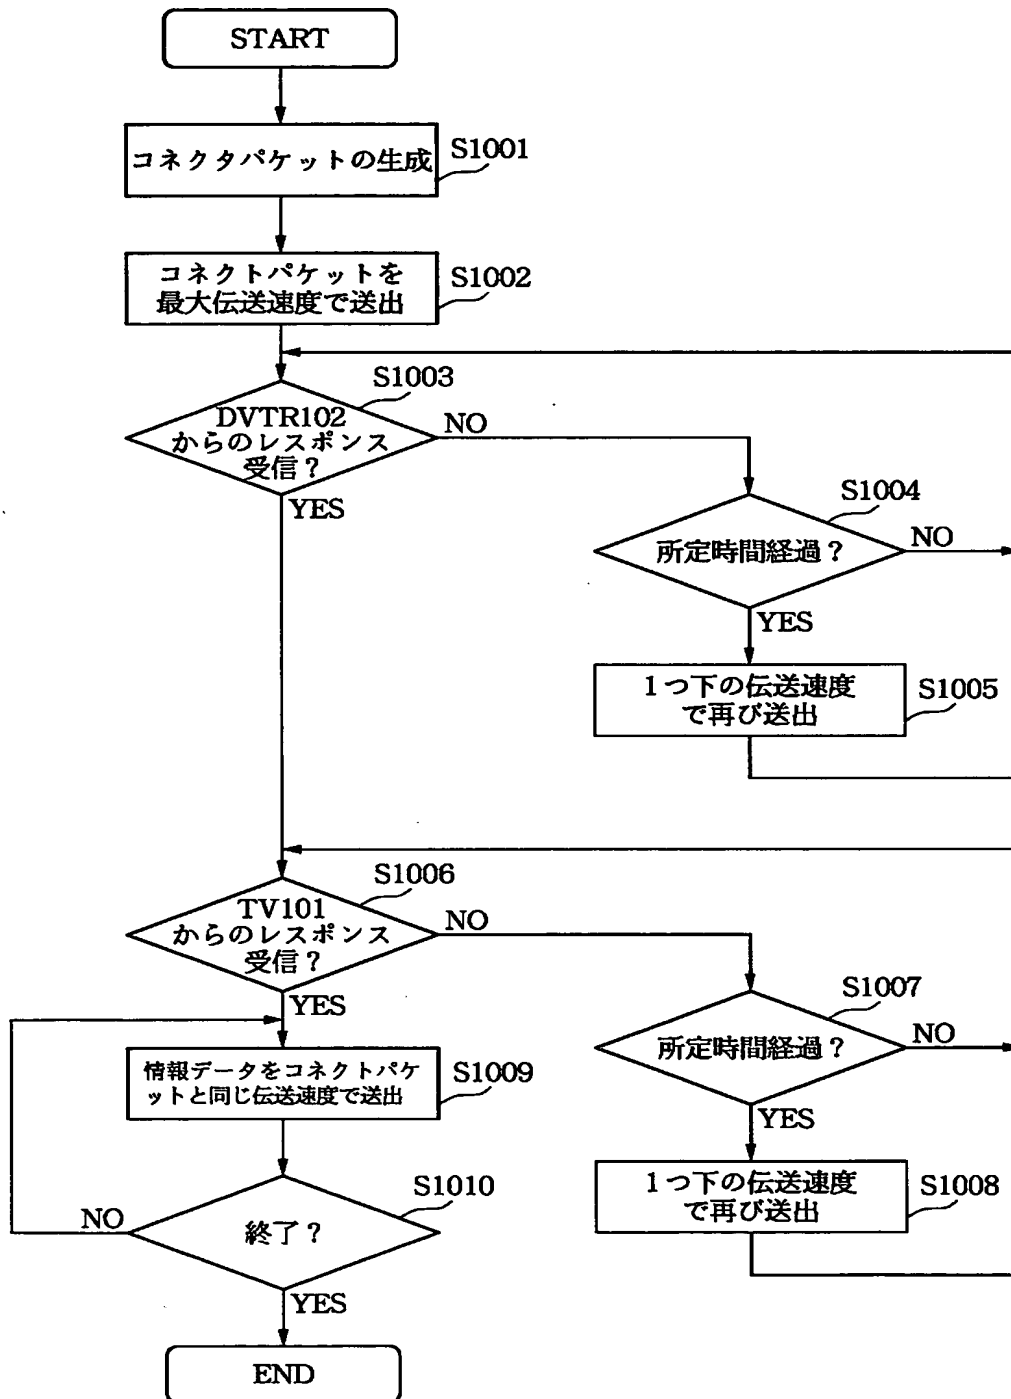 START
コネクタパケットの生成
S1001
コネクトパケットを
最大伝送速度で送出
S1002
S1003
DVTR102
からのレスポンス
受信？
NO
YES
S1004
所定時間経過？
NO
YES
1つ下の伝送速度
で再び送出
S1005
S1006
TV101
からのレスポンス
受信？
NO
YES
S1007
所定時間経過？
NO
YES
1つ下の伝送速度
で再び送出
S1008
情報データをコネクトパケ
ットと同じ伝送速度で送出
S1009
S1010
終了？
NO
YES
END